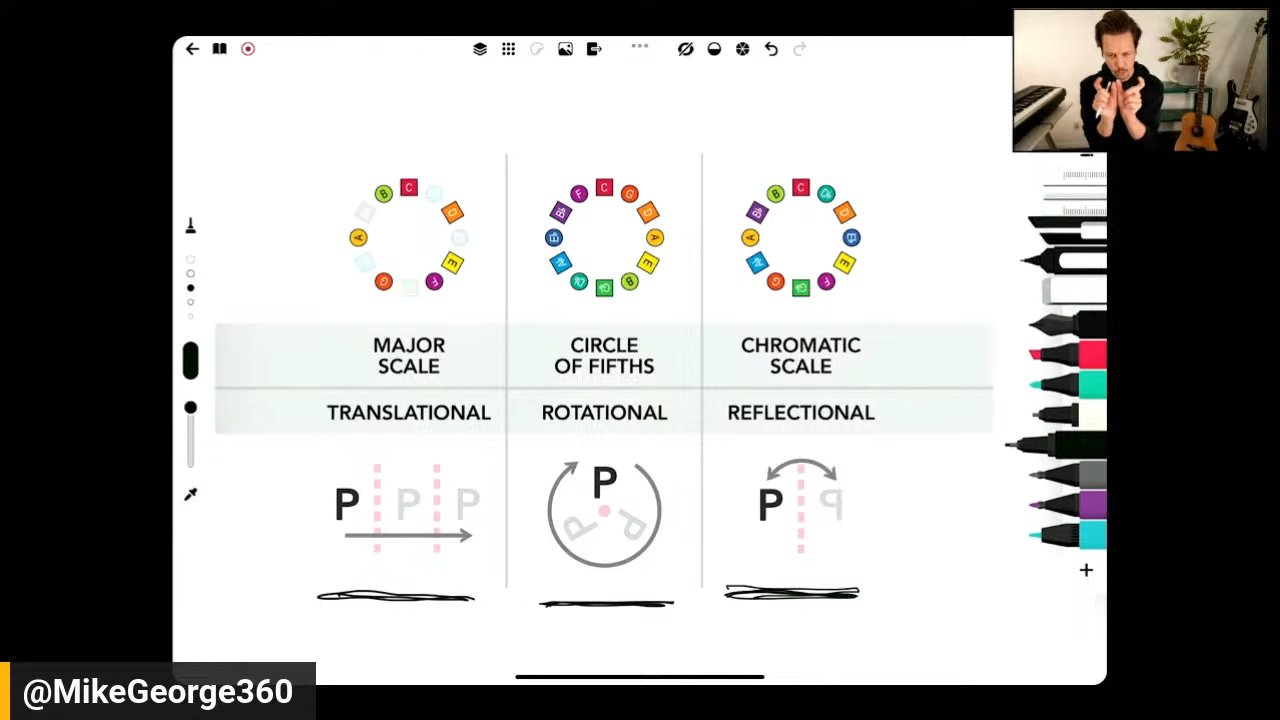 B C D E F G A
F C G D A E B G♭ D♭ A♭ E♭ B♭
B C D♭ D E♭ E F G♭ G A♭ A B♭
MAJOR
SCALE
CIRCLE
OF FIFTHS
CHROMATIC
SCALE
TRANSLATIONAL
ROTATIONAL
REFLECTIONAL
P P P
P P P
P P
@MikeGeorge360